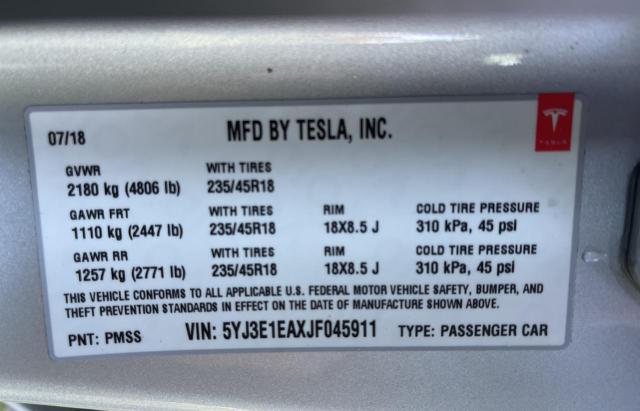 07/18 MFD BY TESLA, INC.
TESLA
GVWR WITH TIRES
2180 kg (4806 lb) 235/45R18
GAWR FRT WITH TIRES RIM COLD TIRE PRESSURE
1110 kg (2447 lb) 235/45R18 18X8.5 J 310 kPa, 45 psi
GAWR RR WITH TIRES RIM COLD TIRE PRESSURE
1257 kg (2771 lb) 235/45R18 18X8.5 J 310 kPa, 45 psi
THIS VEHICLE CONFORMS TO ALL APPLICABLE U.S. FEDERAL MOTOR VEHICLE SAFETY, BUMPER, AND
THEFT PREVENTION STANDARDS IN EFFECT ON THE DATE OF MANUFACTURE SHOWN ABOVE.
PNT: PMSS VIN: 5YJ3E1EAXJF045911 TYPE: PASSENGER CAR